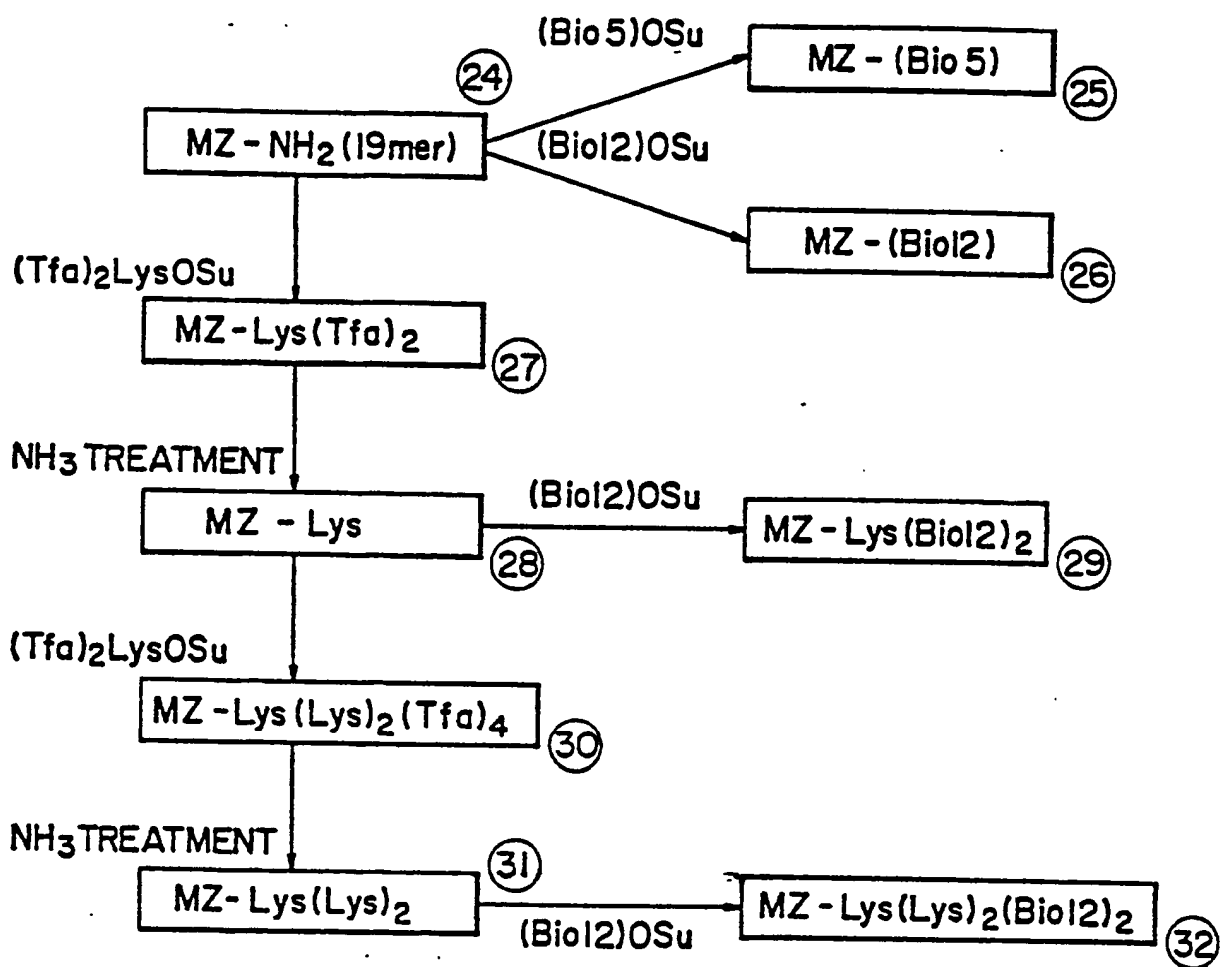 (Bio 5)OSu
MZ - (Bio 5)
24
25
MZ - NH₂ (19mer)
(Bio12)OSu
MZ - (Bio12)
26
(Tfa)₂LysOSu
MZ - Lys(Tfa)₂
27
NH₃ TREATMENT
(Bio12)OSu
MZ - Lys
MZ - Lys(Bio12)₂
28
29
(Tfa)₂LysOSu
MZ - Lys(Lys)₂(Tfa)₄
30
NH₃ TREATMENT
31
MZ - Lys(Lys)₂
MZ - Lys(Lys)₂(Bio12)₂
(Bio12)OSu
32